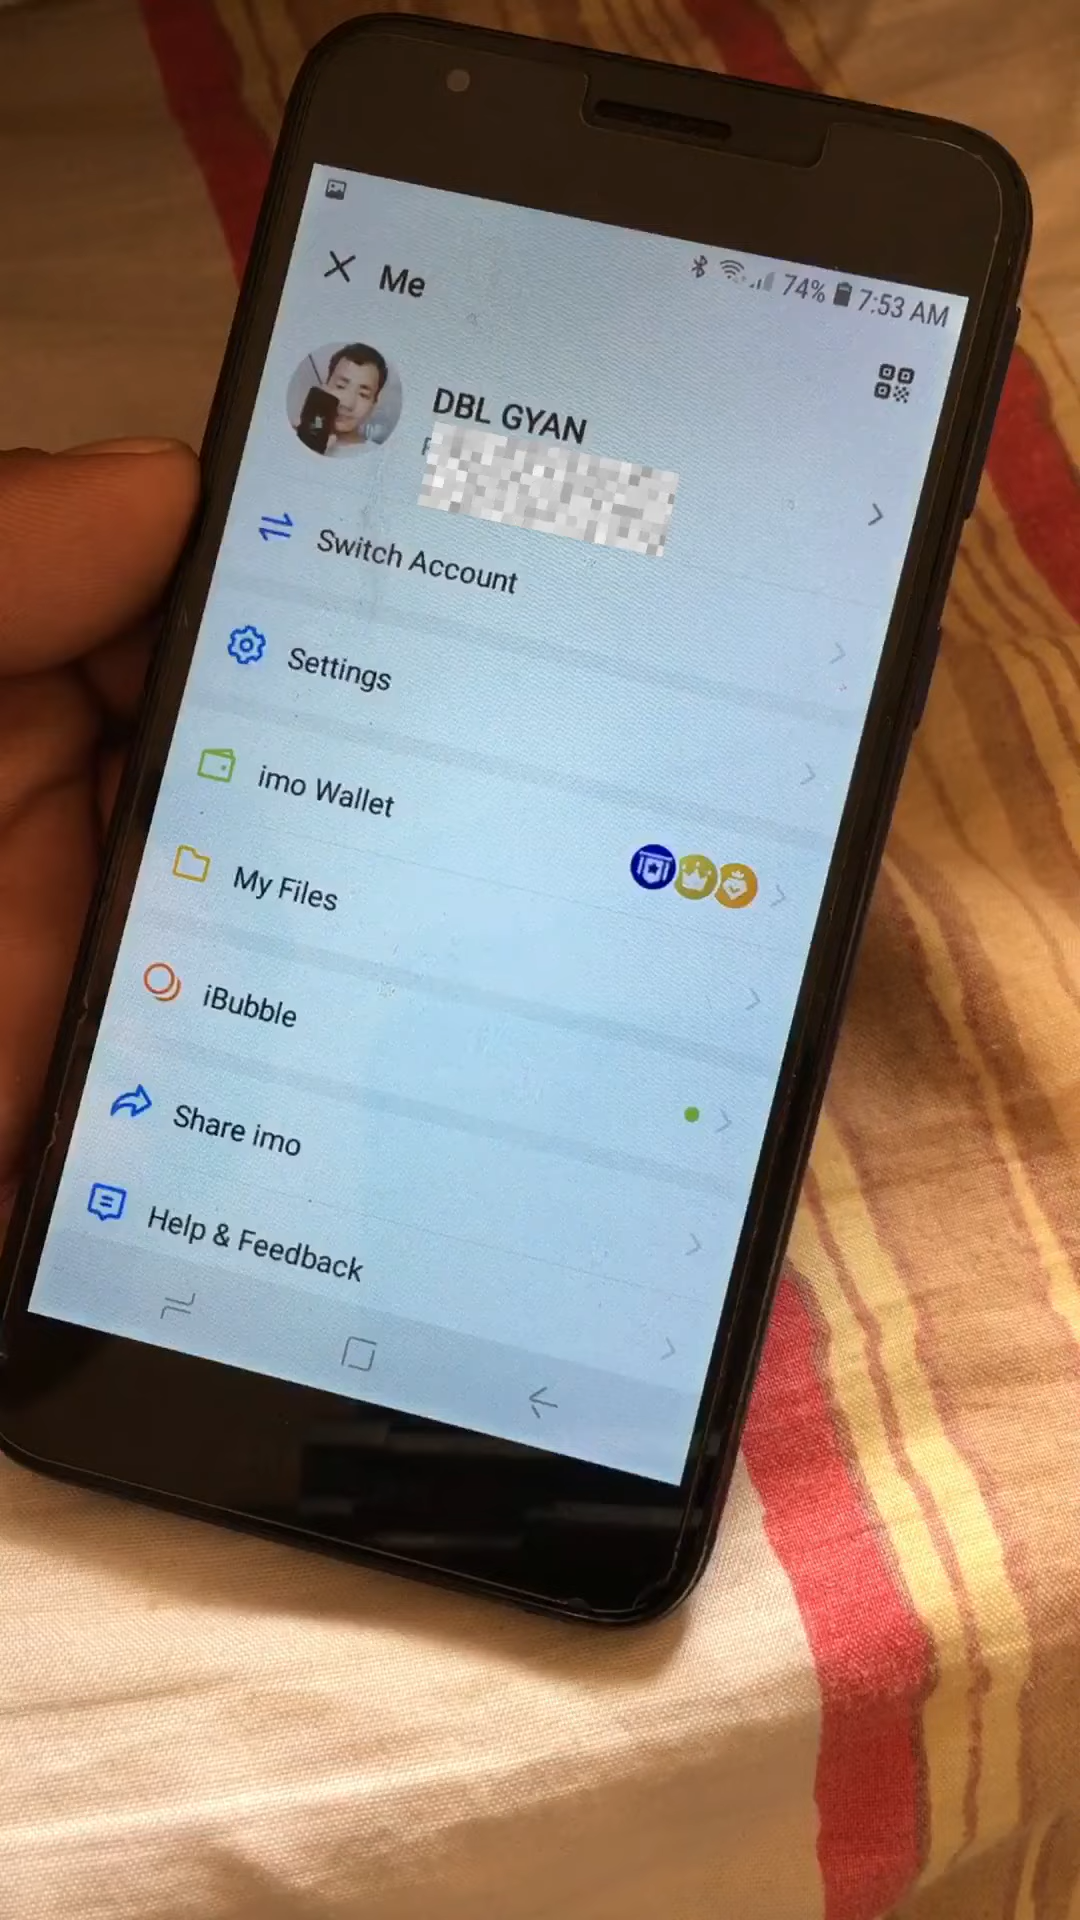 74% 7:53 AM
Me
DBL GYAN
Switch Account
Settings
imo Wallet
My Files
iBubble
Share imo
Help & Feedback